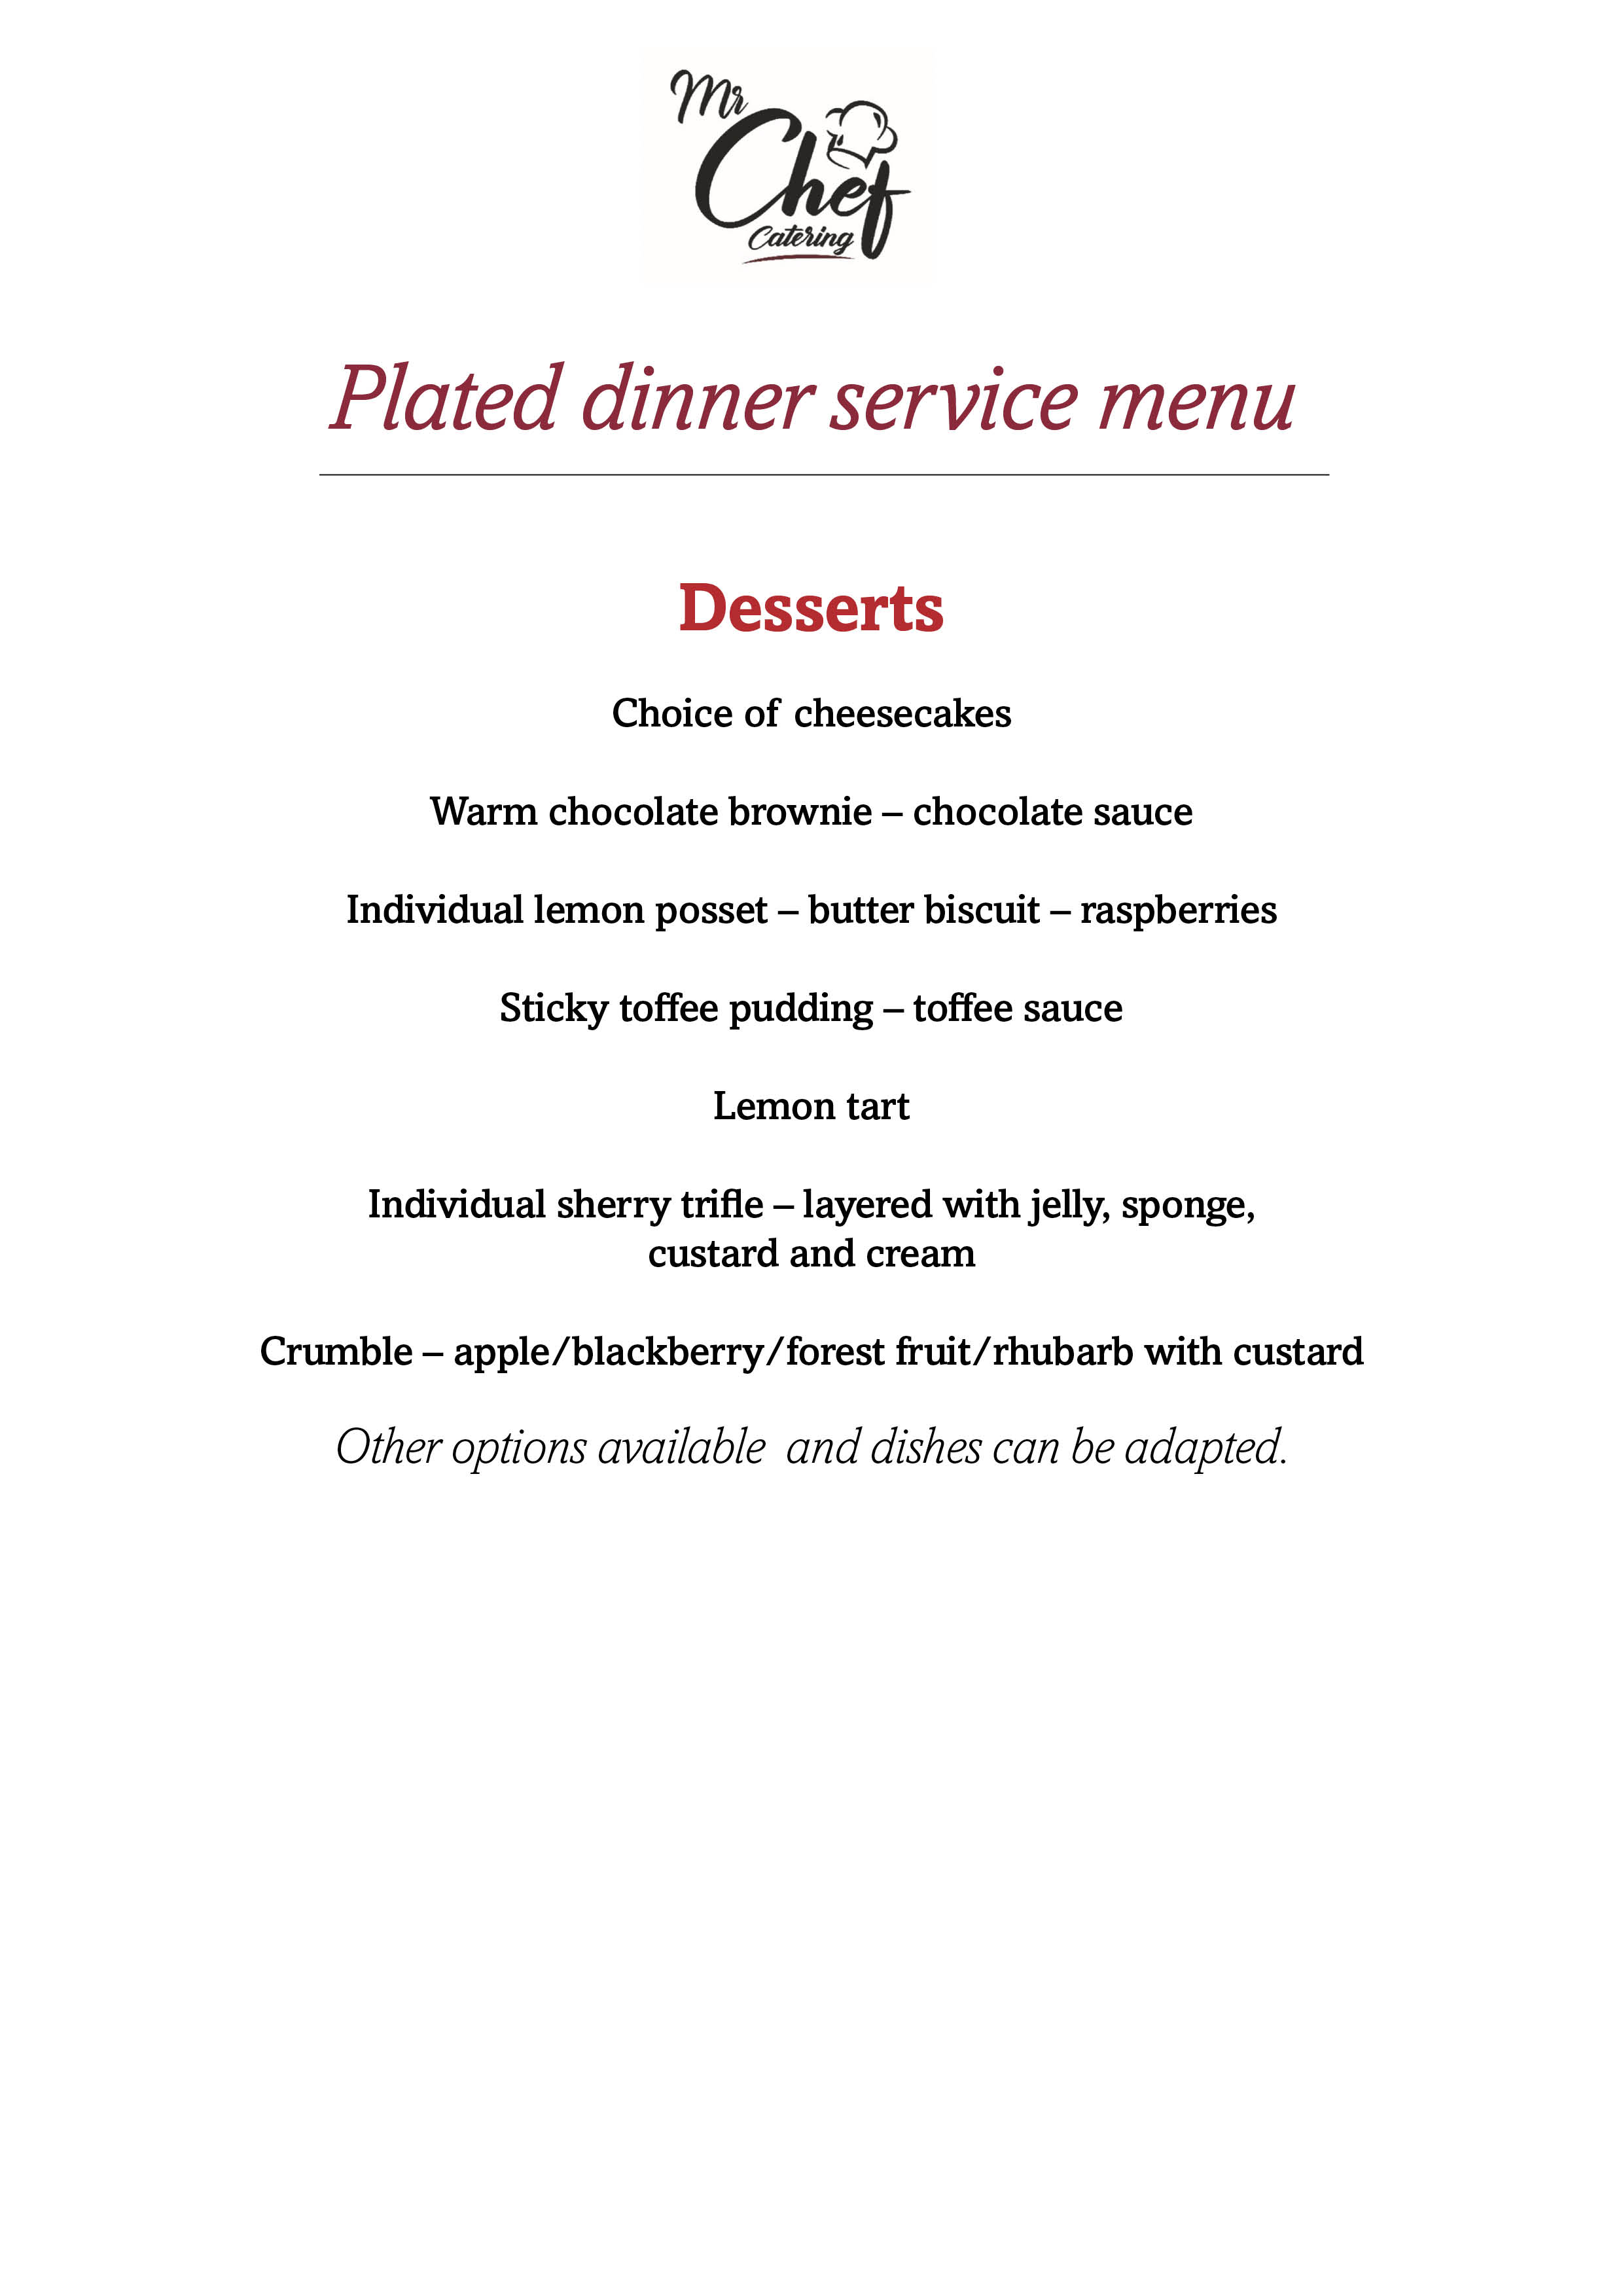 Mr
Chef
Catering
Plated dinner service menu
Desserts
Choice of cheesecakes
Warm chocolate brownie – chocolate sauce
Individual lemon posset – butter biscuit – raspberries
Sticky toffee pudding – toffee sauce
Lemon tart
Individual sherry trifle – layered with jelly, sponge,
custard and cream
Crumble – apple/blackberry/forest fruit/rhubarb with custard
Other options available  and dishes can be adapted.